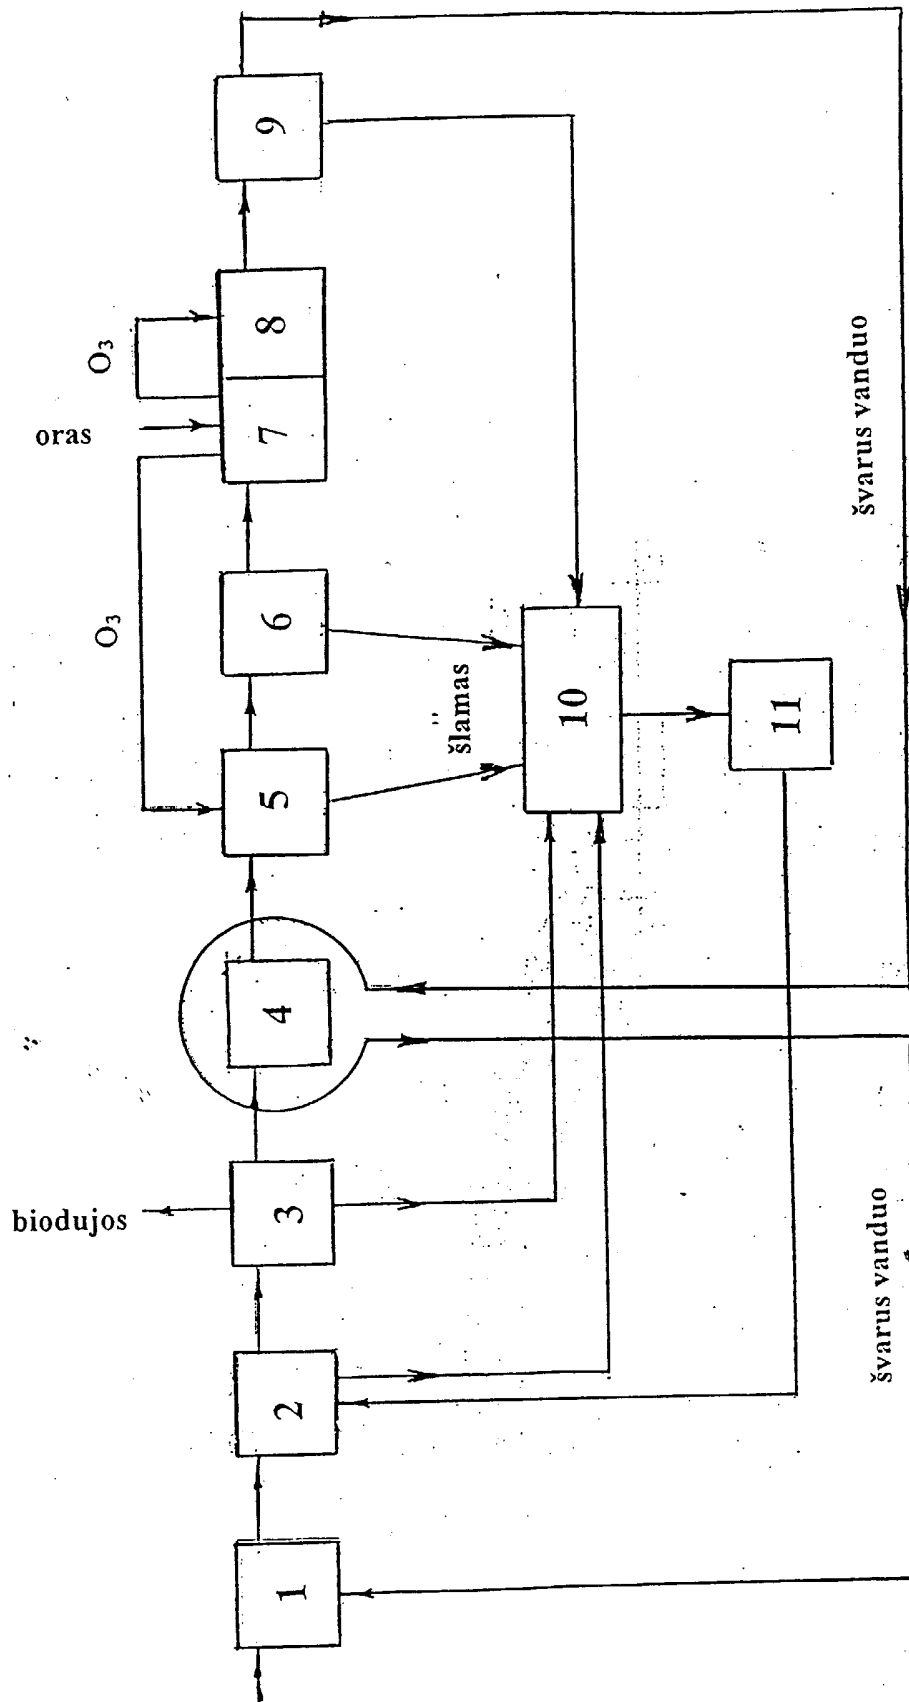 9
O₃
8
oras
7
O₃
6
švarus vanduo
šlamas
10
5
11
4
biodujos
3
švarus vanduo
2
1